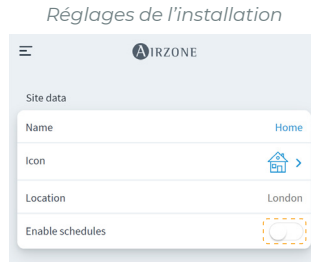 Réglages de l'installation
AIRZONE
Site data
Name Home
Icon
Location London
Enable schedules